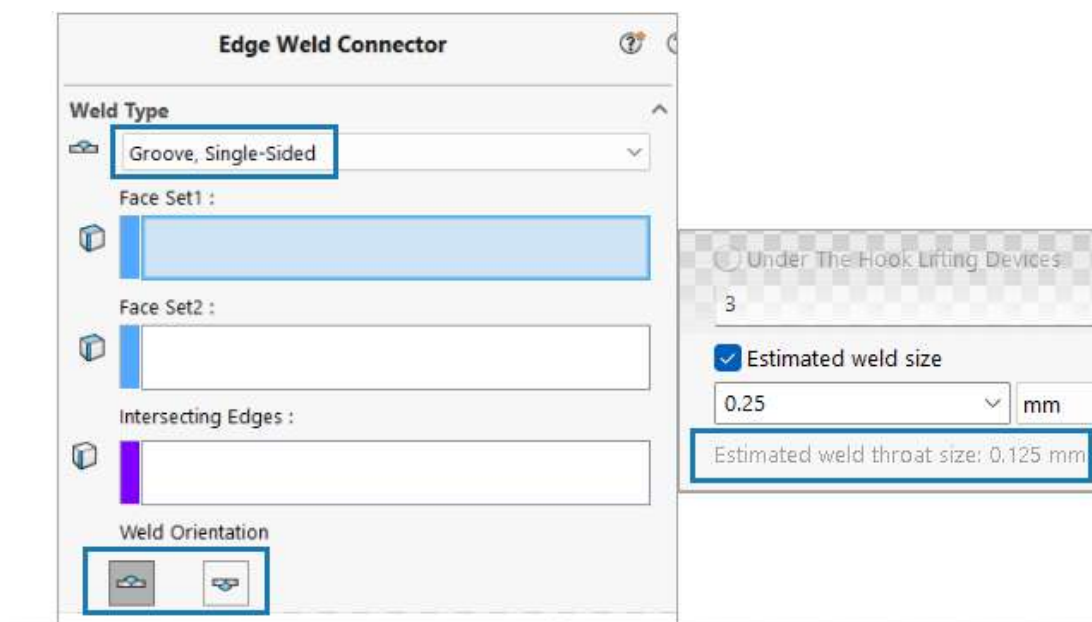 Edge Weld Connector
Weld Type
Groove, Single-Sided
Face Set1 :
Face Set2 :
Intersecting Edges :
Weld Orientation
Under The Hook Lifting Devices
3
Estimated weld size
0.25 mm
Estimated weld throat size: 0.125 mm